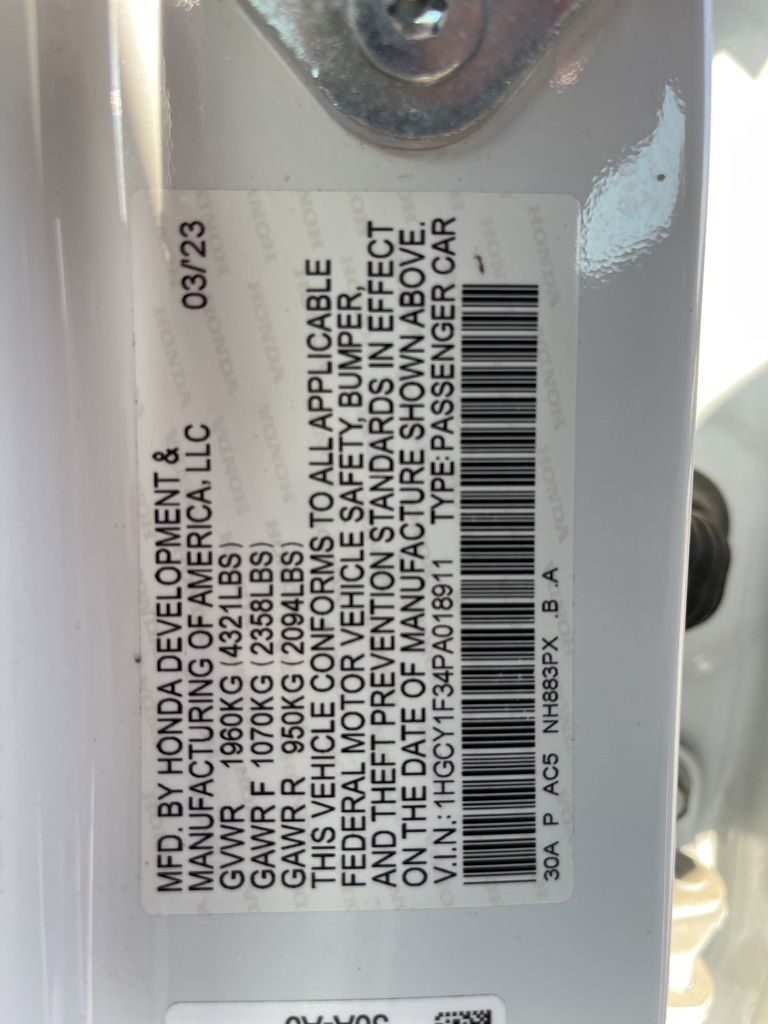 MFD. BY HONDA DEVELOPMENT &
MANUFACTURING OF AMERICA, LLC 03/'23
GVWR 1960KG (4321LBS)
GAWR F 1070KG (2358LBS)
GAWR R 950KG (2094LBS)
THIS VEHICLE CONFORMS TO ALL APPLICABLE
FEDERAL MOTOR VEHICLE SAFETY, BUMPER,
AND THEFT PREVENTION STANDARDS IN EFFECT
ON THE DATE OF MANUFACTURE SHOWN ABOVE.
V.I.N.: 1HGCY1F34PA018911 TYPE: PASSENGER CAR
30A P AC5 NH883PX .B .A